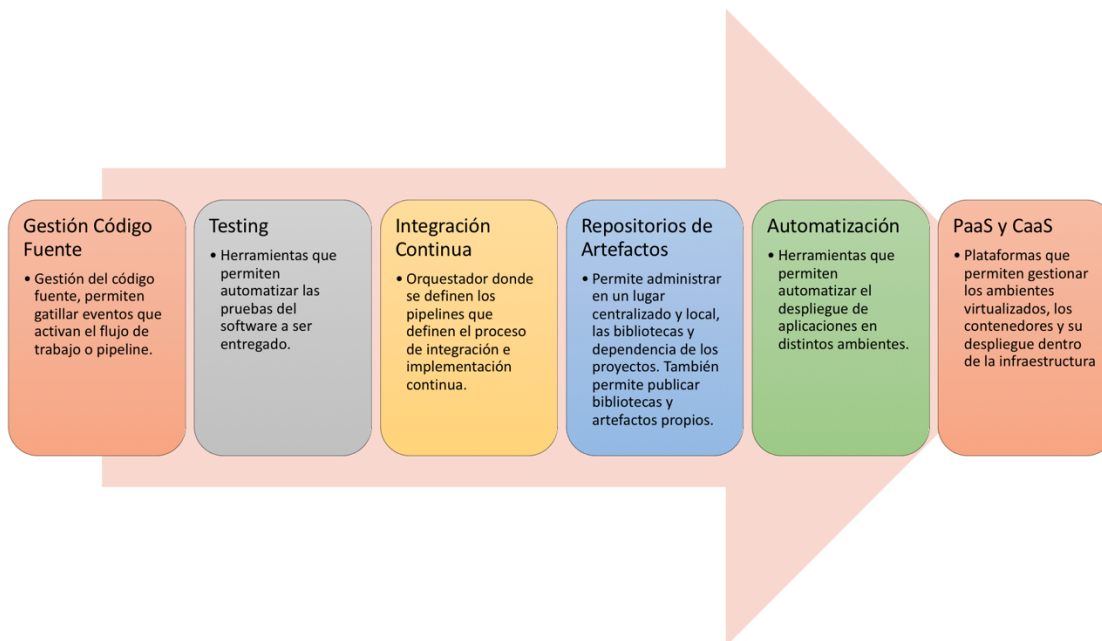 Gestión Código
Fuente
• Gestión del código
fuente, permiten
gatillar eventos que
activan el flujo de
trabajo o pipeline.
Testing
• Herramientas que
permiten
automatizar las
pruebas del
software a ser
entregado.
Integración
Continua
• Orquestador donde
se definen los
pipelines que
definen el proceso
de integración e
implementación
continua.
Repositorios de
Artefactos
• Permite administrar
en un lugar
centralizado y local,
las bibliotecas y
dependencia de los
proyectos. También
permite publicar
bibliotecas y
artefactos propios.
Automatización
• Herramientas que
permiten
automatizar el
despliegue de
aplicaciones en
distintos ambientes.
PaaS y CaaS
• Plataformas que
permiten gestionar
los ambientes
virtualizados, los
contenedores y su
despliegue dentro
de la infraestructura